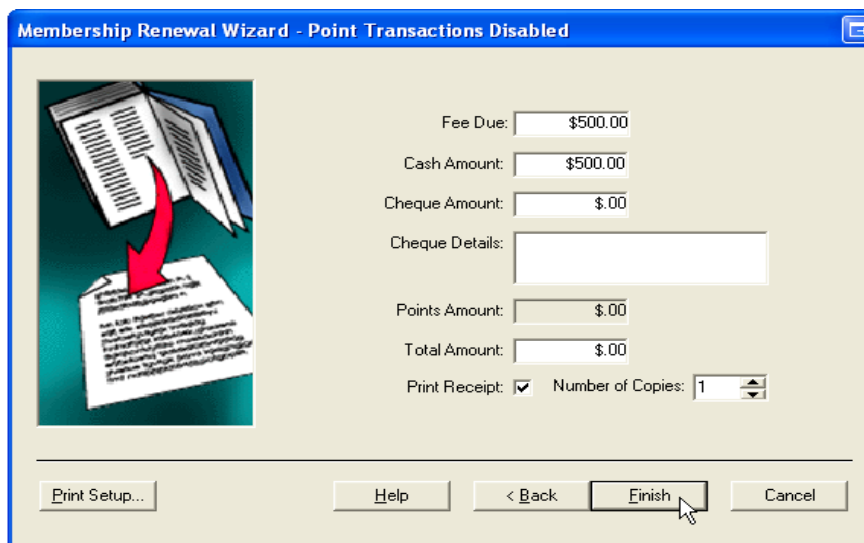 Membership Renewal Wizard - Point Transactions Disabled
Fee Due: $500.00
Cash Amount: $500.00
Cheque Amount: $.00
Cheque Details:
Points Amount: $.00
Total Amount: $.00
Print Receipt: Number of Copies: 1
Print Setup... Help < Back Finish Cancel